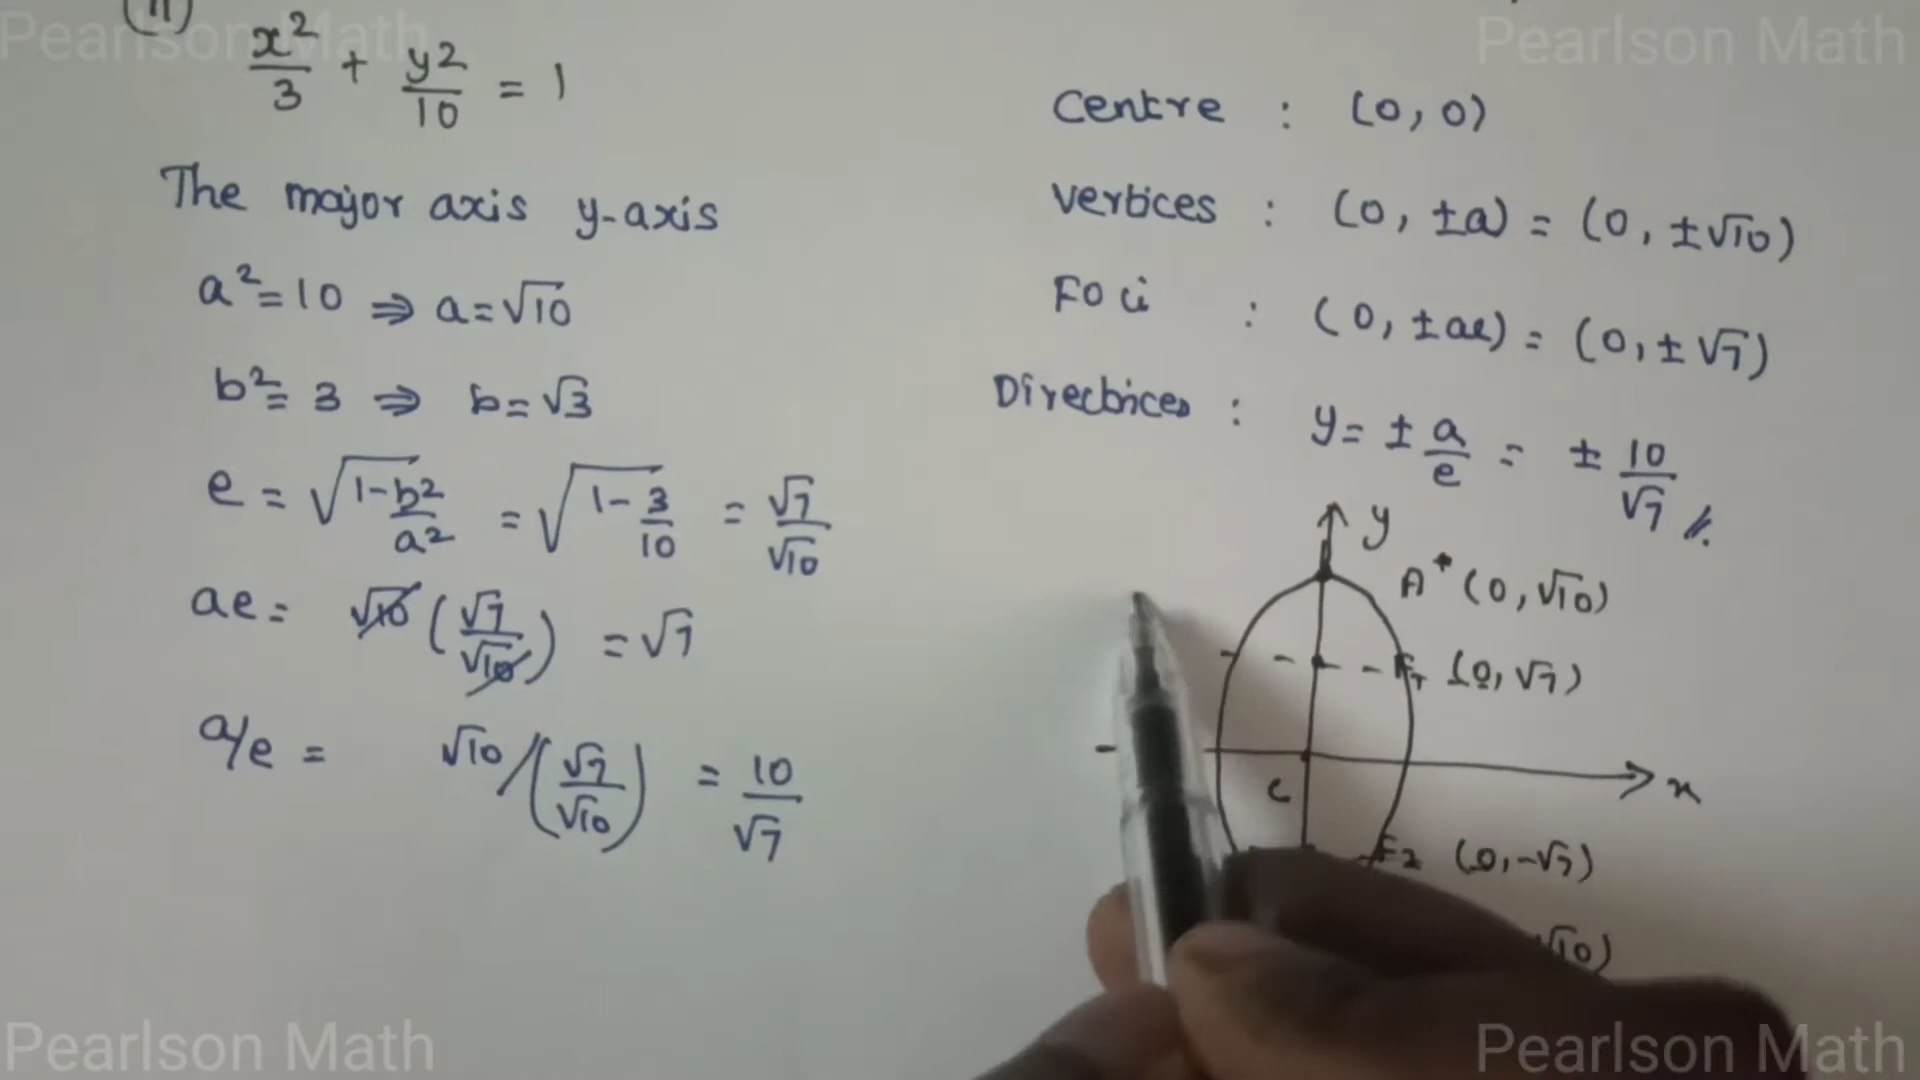 (ii)
x²/3 + y2/10 = 1
The major axis y-axis
a²=10 ⇒ a=√10
b²=3 ⇒ b=√3
e = √1-b²/a² = √1-3/10 = √7/√10
ae = √10 (√7/√10) = √7
a/e = √10/(√7/√10) = 10/√7
Centre : (0, 0)
Vertices : (0, ±a) = (0, ±√10)
Foci : (0, ±ae) = (0, ±√7)
Directrices : y = ± a/e = ± 10/√7
y
A (0, √10)
F1 (0, √7)
C
x
F2 (0, -√7)
√10)
Pearlson Math
Pearlson Math
Pearlson Math
Pearlson Math